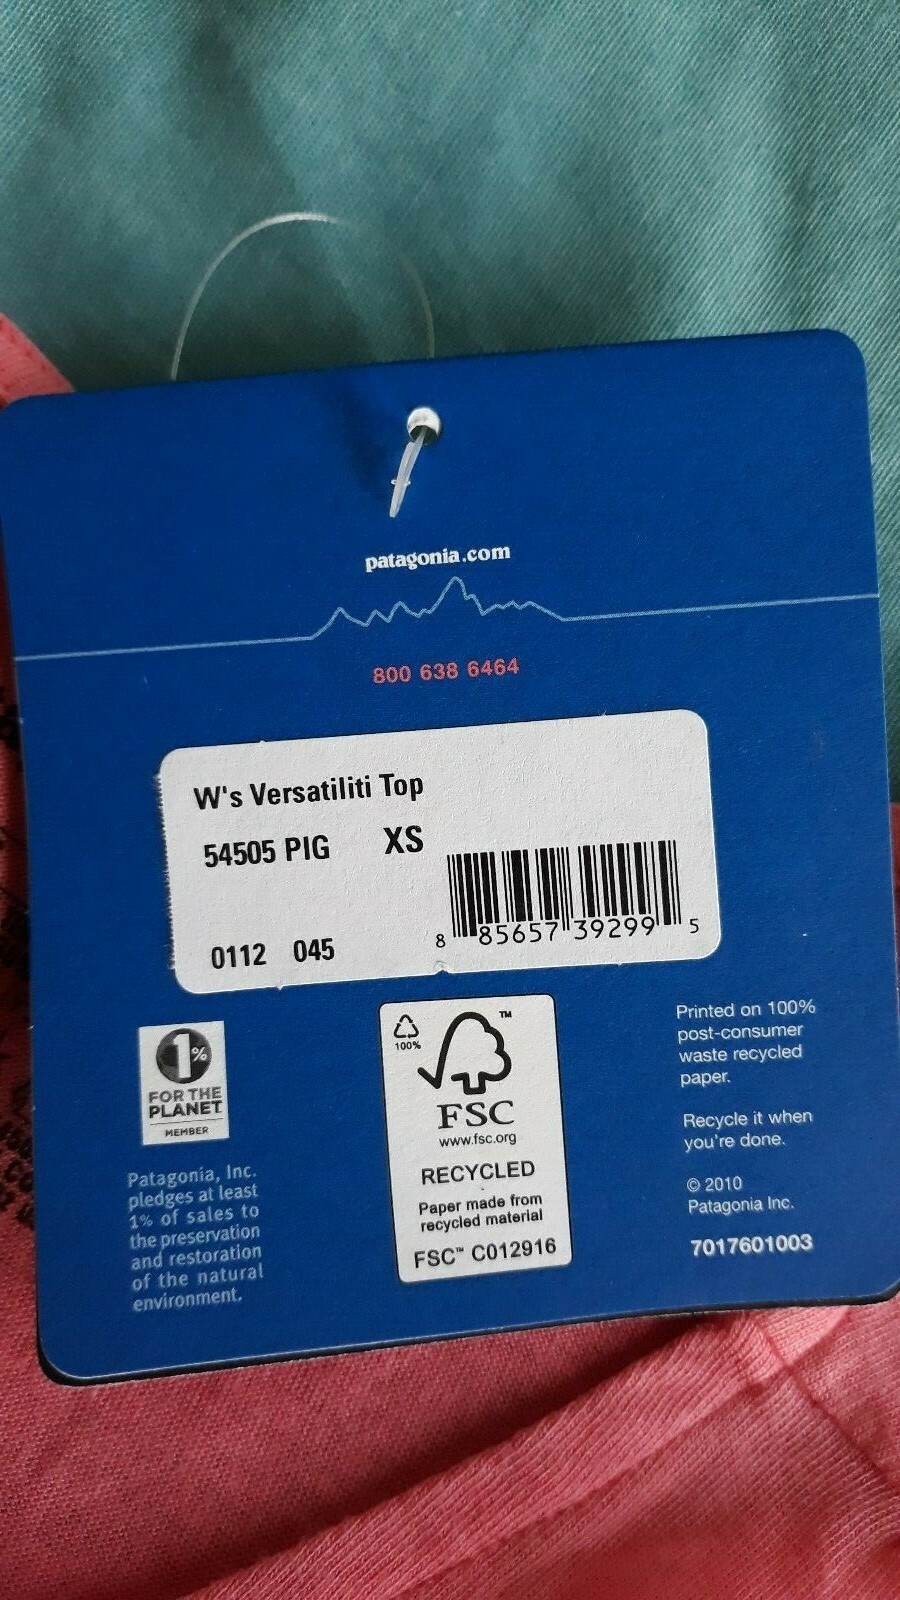 patagonia.com
800 638 6464
W's Versatiliti Top
54505 PIG XS
0112 045
8 85657 39299 5
1%
FOR THE
PLANET
MEMBER
Patagonia, Inc.
pledges at least
1% of sales to
the preservation
and restoration
of the natural
environment.
100%
TM
FSC
www.fsc.org
RECYCLED
Paper made from
recycled material
FSC™ C012916
Printed on 100%
post-consumer
waste recycled
paper.
Recycle it when
you're done.
© 2010
Patagonia Inc.
7017601003